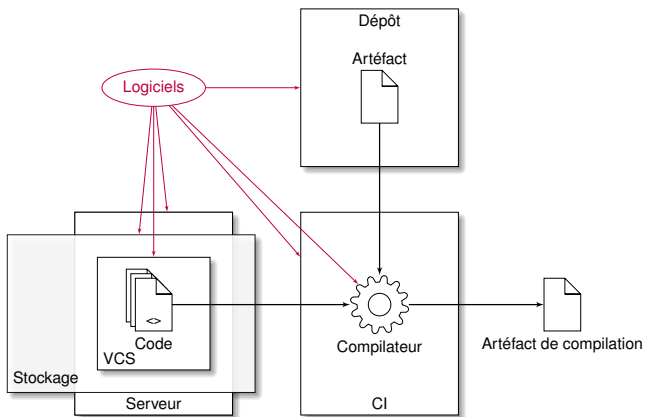 Dépôt
Artéfact
Logiciels
<>
Code
VCS
Compilateur
Artéfact de compilation
Stockage
Serveur
CI